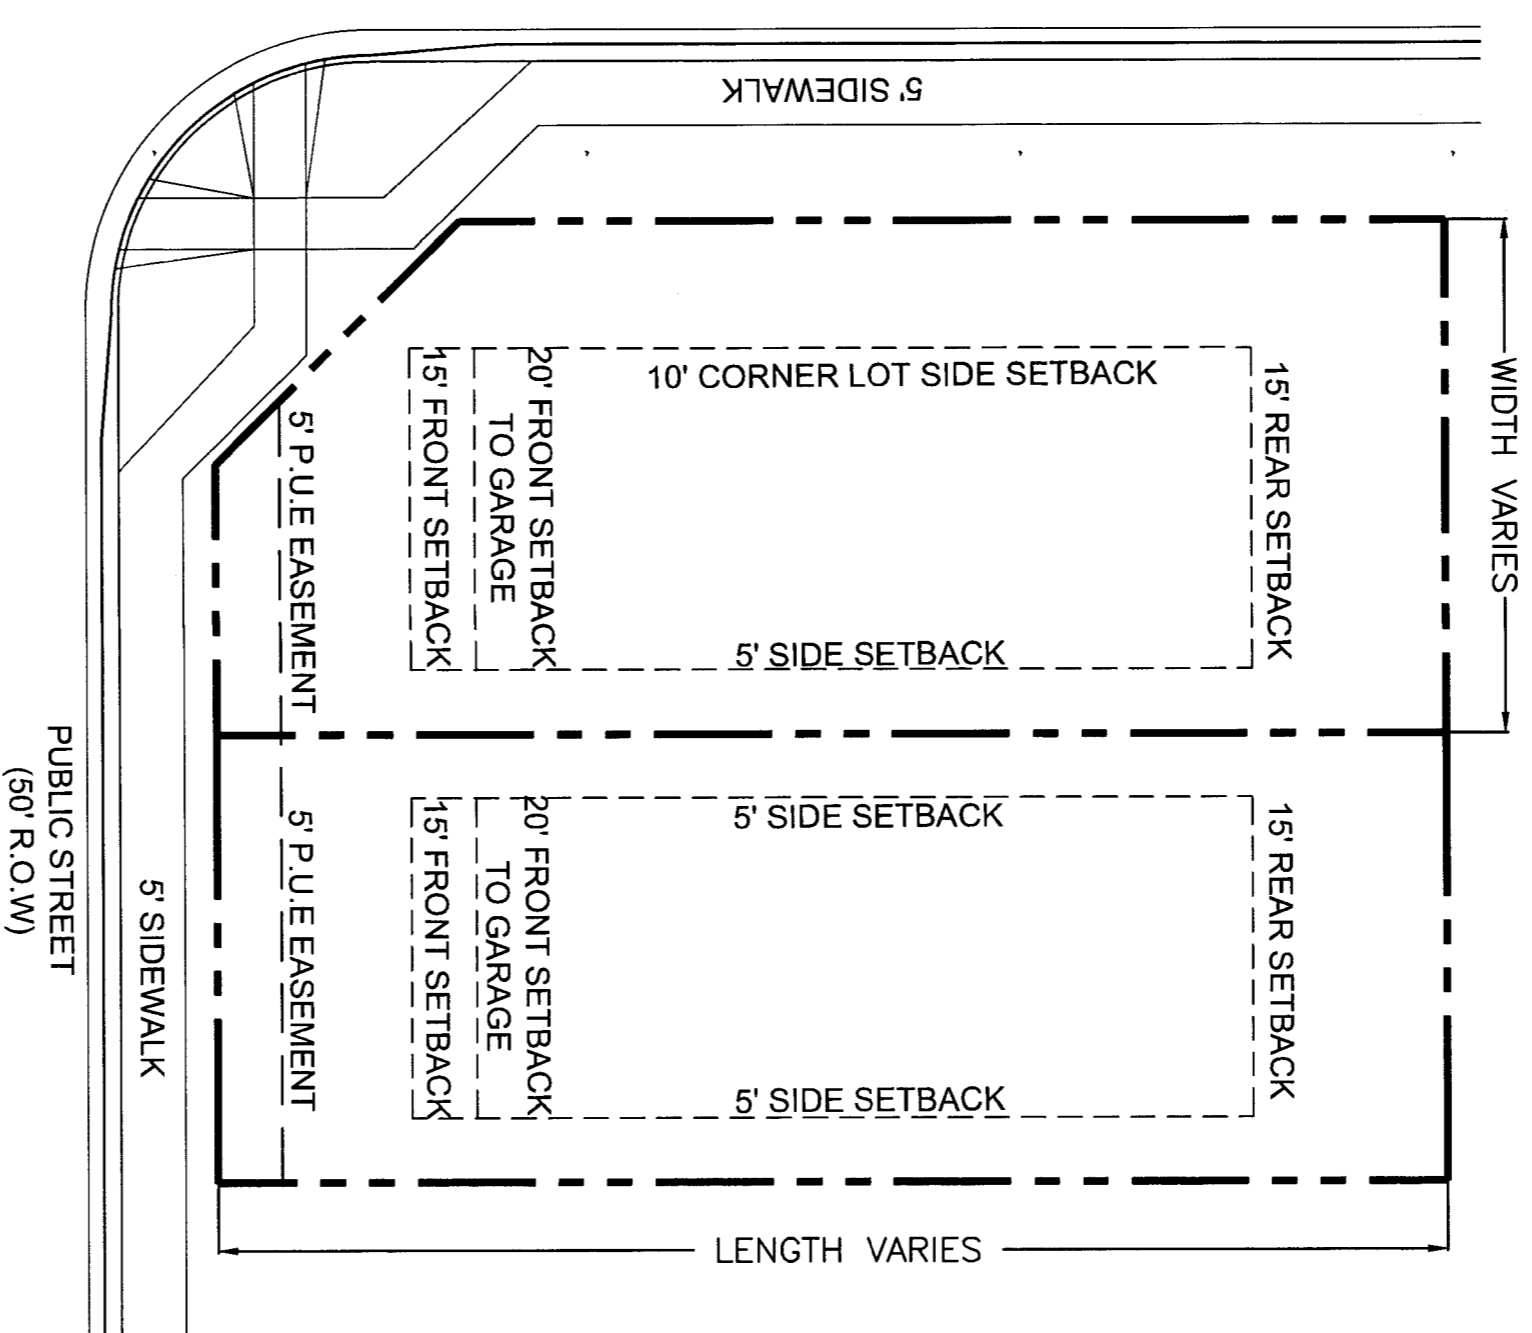 5' SIDEWALK
10' CORNER LOT SIDE SETBACK
15' FRONT SETBACK
20' FRONT SETBACK
TO GARAGE
15' REAR SETBACK
WIDTH VARIES
5' P.U.E EASEMENT
5' SIDE SETBACK
5' SIDE SETBACK
15' FRONT SETBACK
20' FRONT SETBACK
TO GARAGE
15' REAR SETBACK
5' P.U.E EASEMENT
5' SIDE SETBACK
PUBLIC STREET
(50' R.O.W)
5' SIDEWALK
LENGTH VARIES